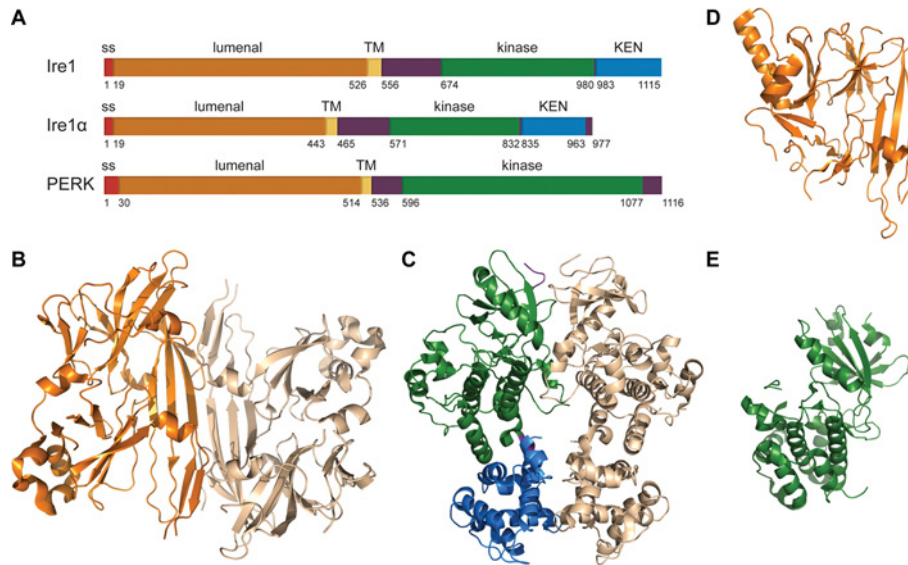 A
D
ss lumenal TM kinase KEN
Ire1
1 19 526 556 674 980 983 1115
ss lumenal TM kinase KEN
Ire1α
1 19 443 465 571 832 835 963 977
ss lumenal TM kinase
PERK
1 30 514 536 596 1077 1116
B
C
E